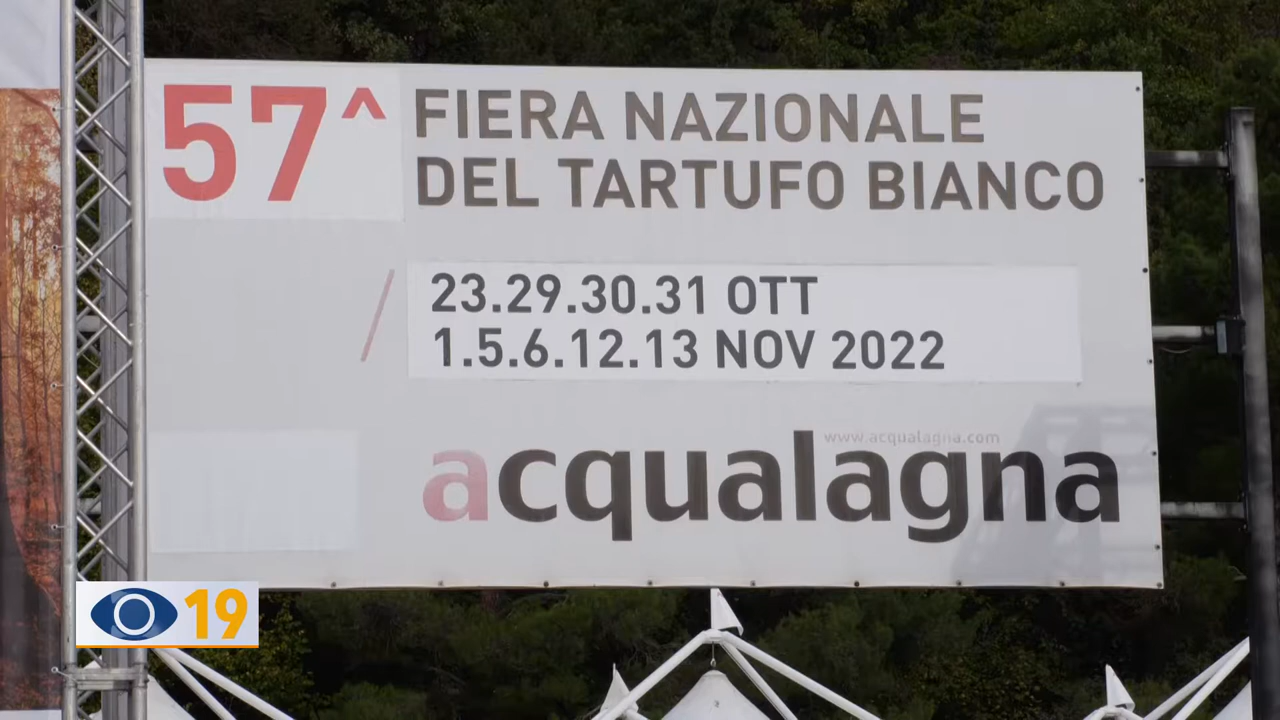 57^ FIERA NAZIONALE
DEL TARTUFO BIANCO
/ 23.29.30.31 OTT
1.5.6.12.13 NOV 2022
www.acqualagna.com
acqualagna
19